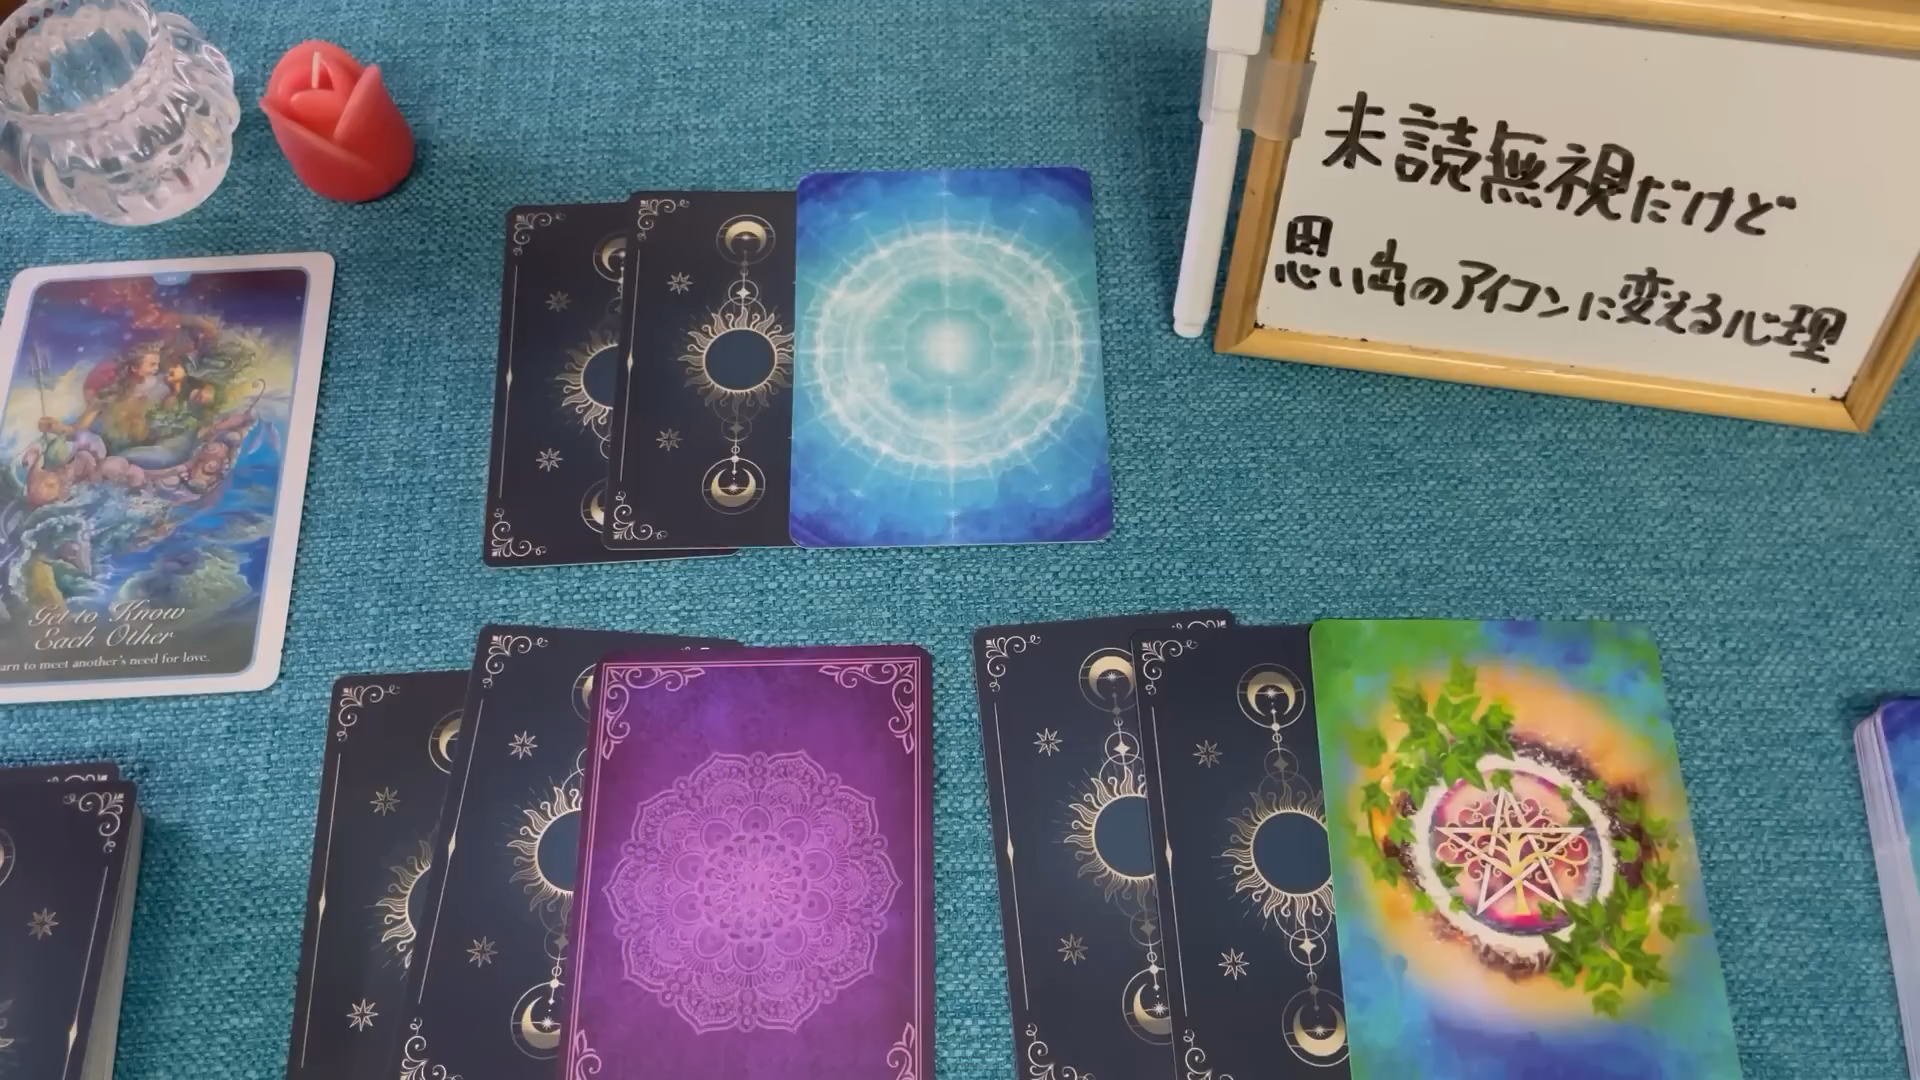 未読無視だけど
思い出のアイコンに変える心理
Get to Know
Each Other
arn to meet another's need for love.